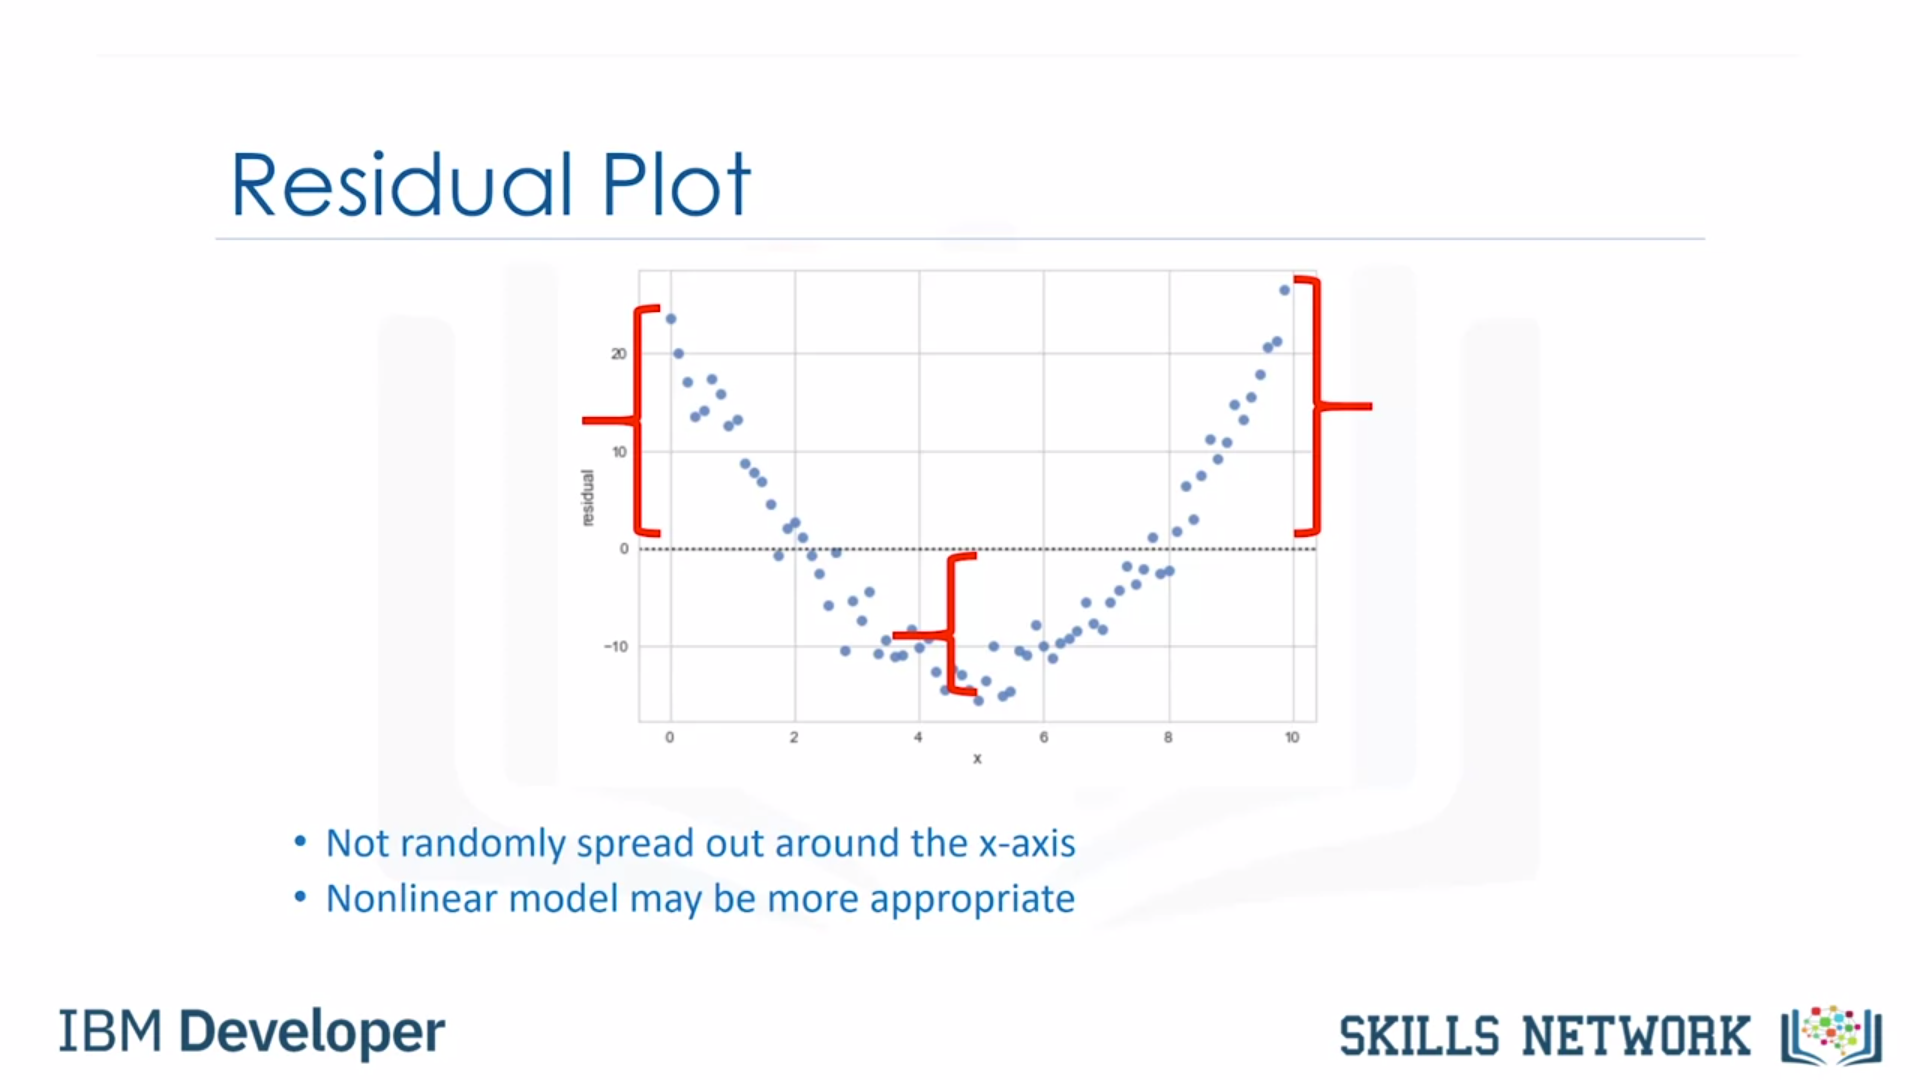 Residual Plot
20
10
0
−10
residual
0 2 4 6 8 10
x
• Not randomly spread out around the x-axis
• Nonlinear model may be more appropriate
IBM Developer
SKILLS NETWORK